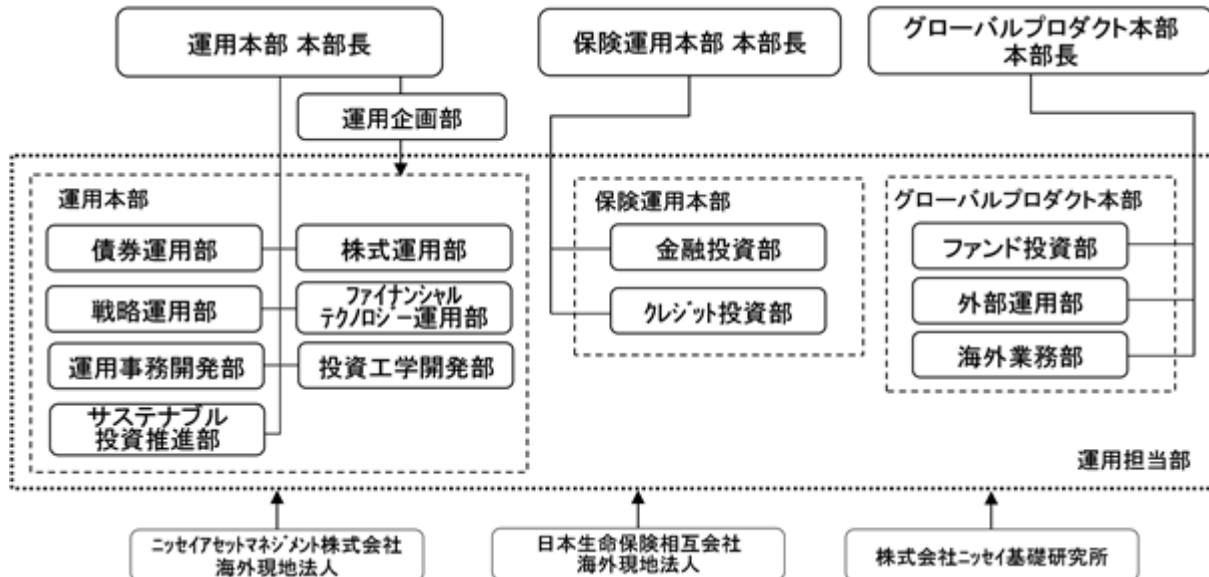 運用本部 本部長
保険運用本部 本部長
グローバルプロダクト本部
本部長
運用企画部
運用本部
債券運用部
株式運用部
戦略運用部
ファイナンシャル
テクノロジー運用部
運用事務開発部
投資工学開発部
サステナブル
投資推進部
保険運用本部
金融投資部
クレジット投資部
グローバルプロダクト本部
ファンド投資部
外部運用部
海外業務部
運用担当部
ニッセイアセットマネジメント株式会社
海外現地法人
日本生命保険相互会社
海外現地法人
株式会社ニッセイ基礎研究所